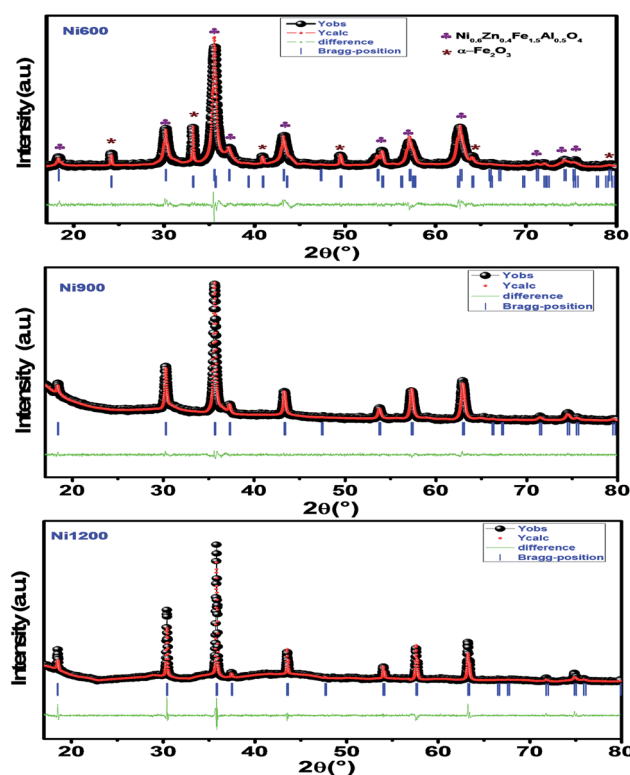 Ni600
Yobs
Ycalc
difference
Bragg-position
♣ Ni0.6Zn0.4Fe1.5Al0.5O4
* α–Fe2O3
Intensity (a.u.)
20 30 40 50 60 70 80
2θ(°)
Ni900
Yobs
Ycalc
difference
Bragg-position
Intensity (a.u.)
20 30 40 50 60 70 80
2θ(°)
Ni1200
Yobs
Ycalc
difference
Bragg-position
Intensity (a.u.)
20 30 40 50 60 70 80
2θ(°)